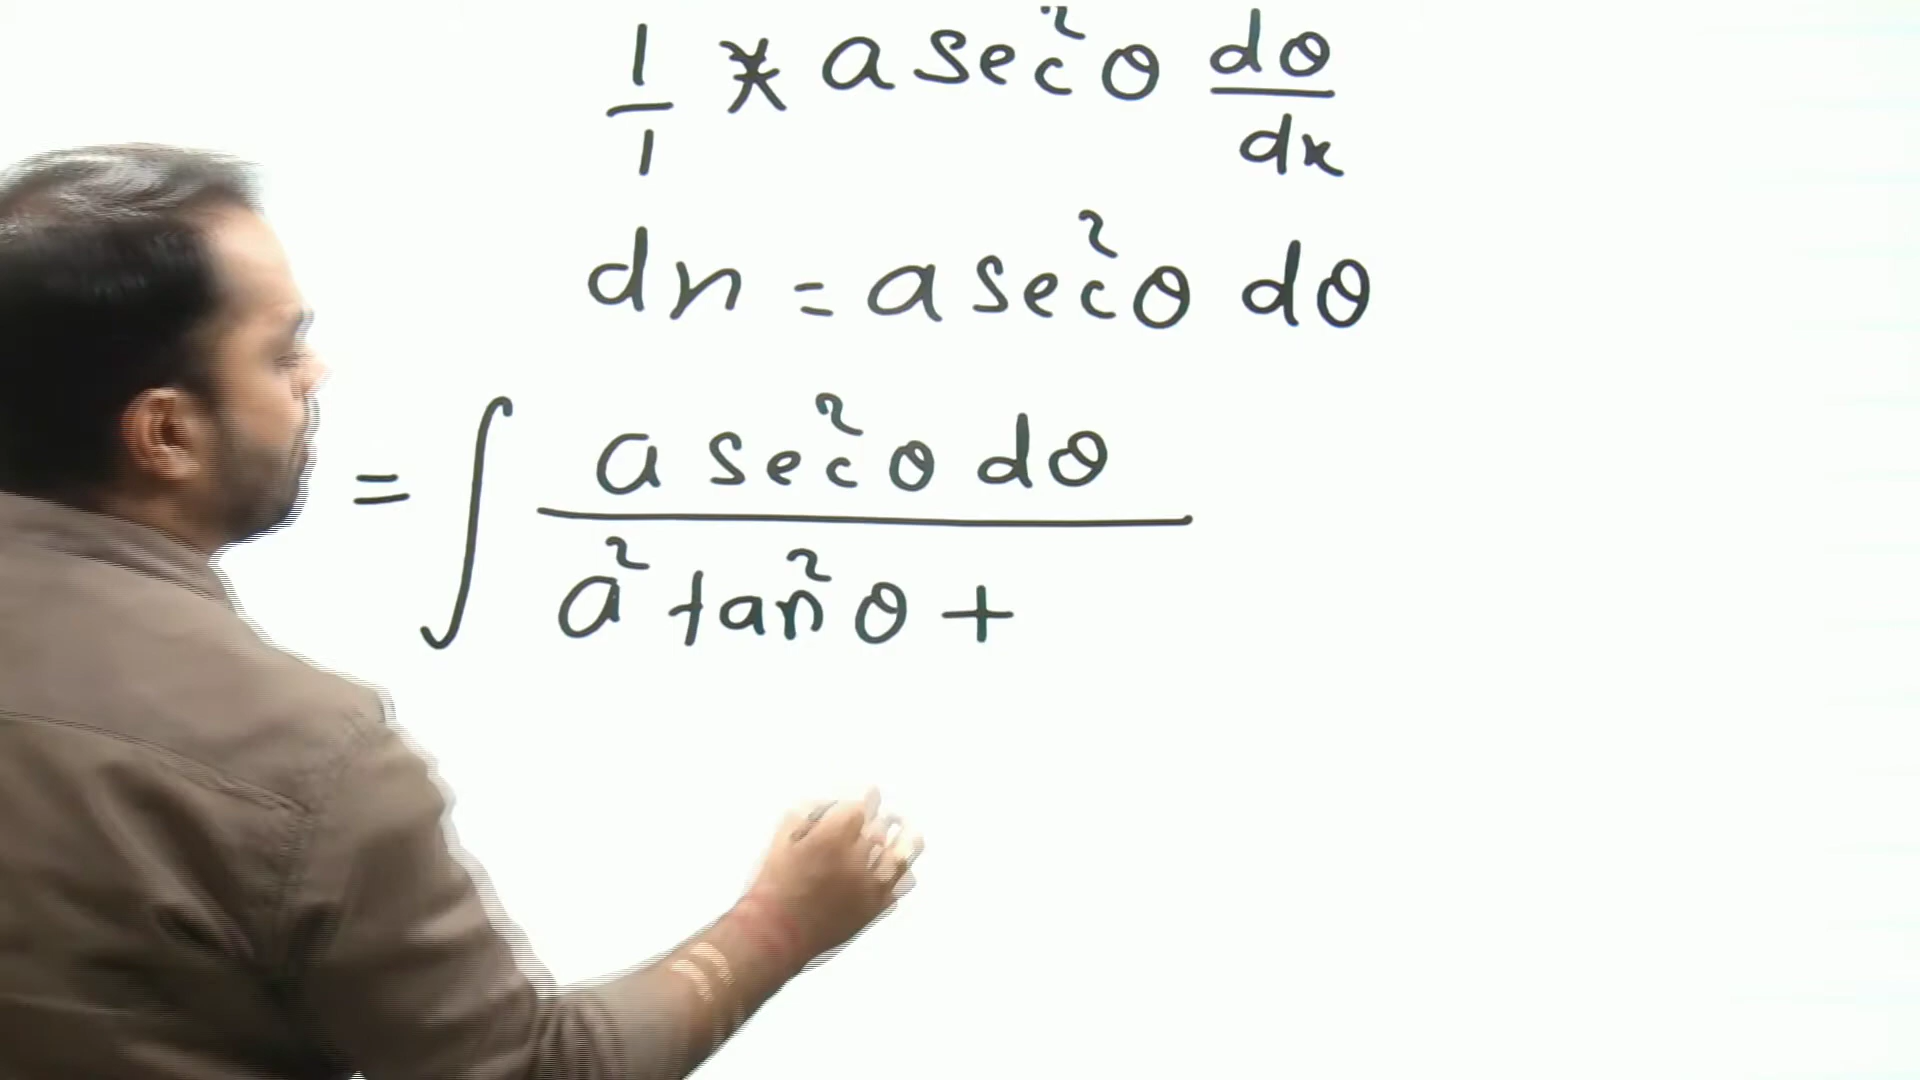 1/1 * a sec²θ dθ/dx
dx = a sec²θ dθ
= ∫ a sec²θ dθ
a² tan²θ +